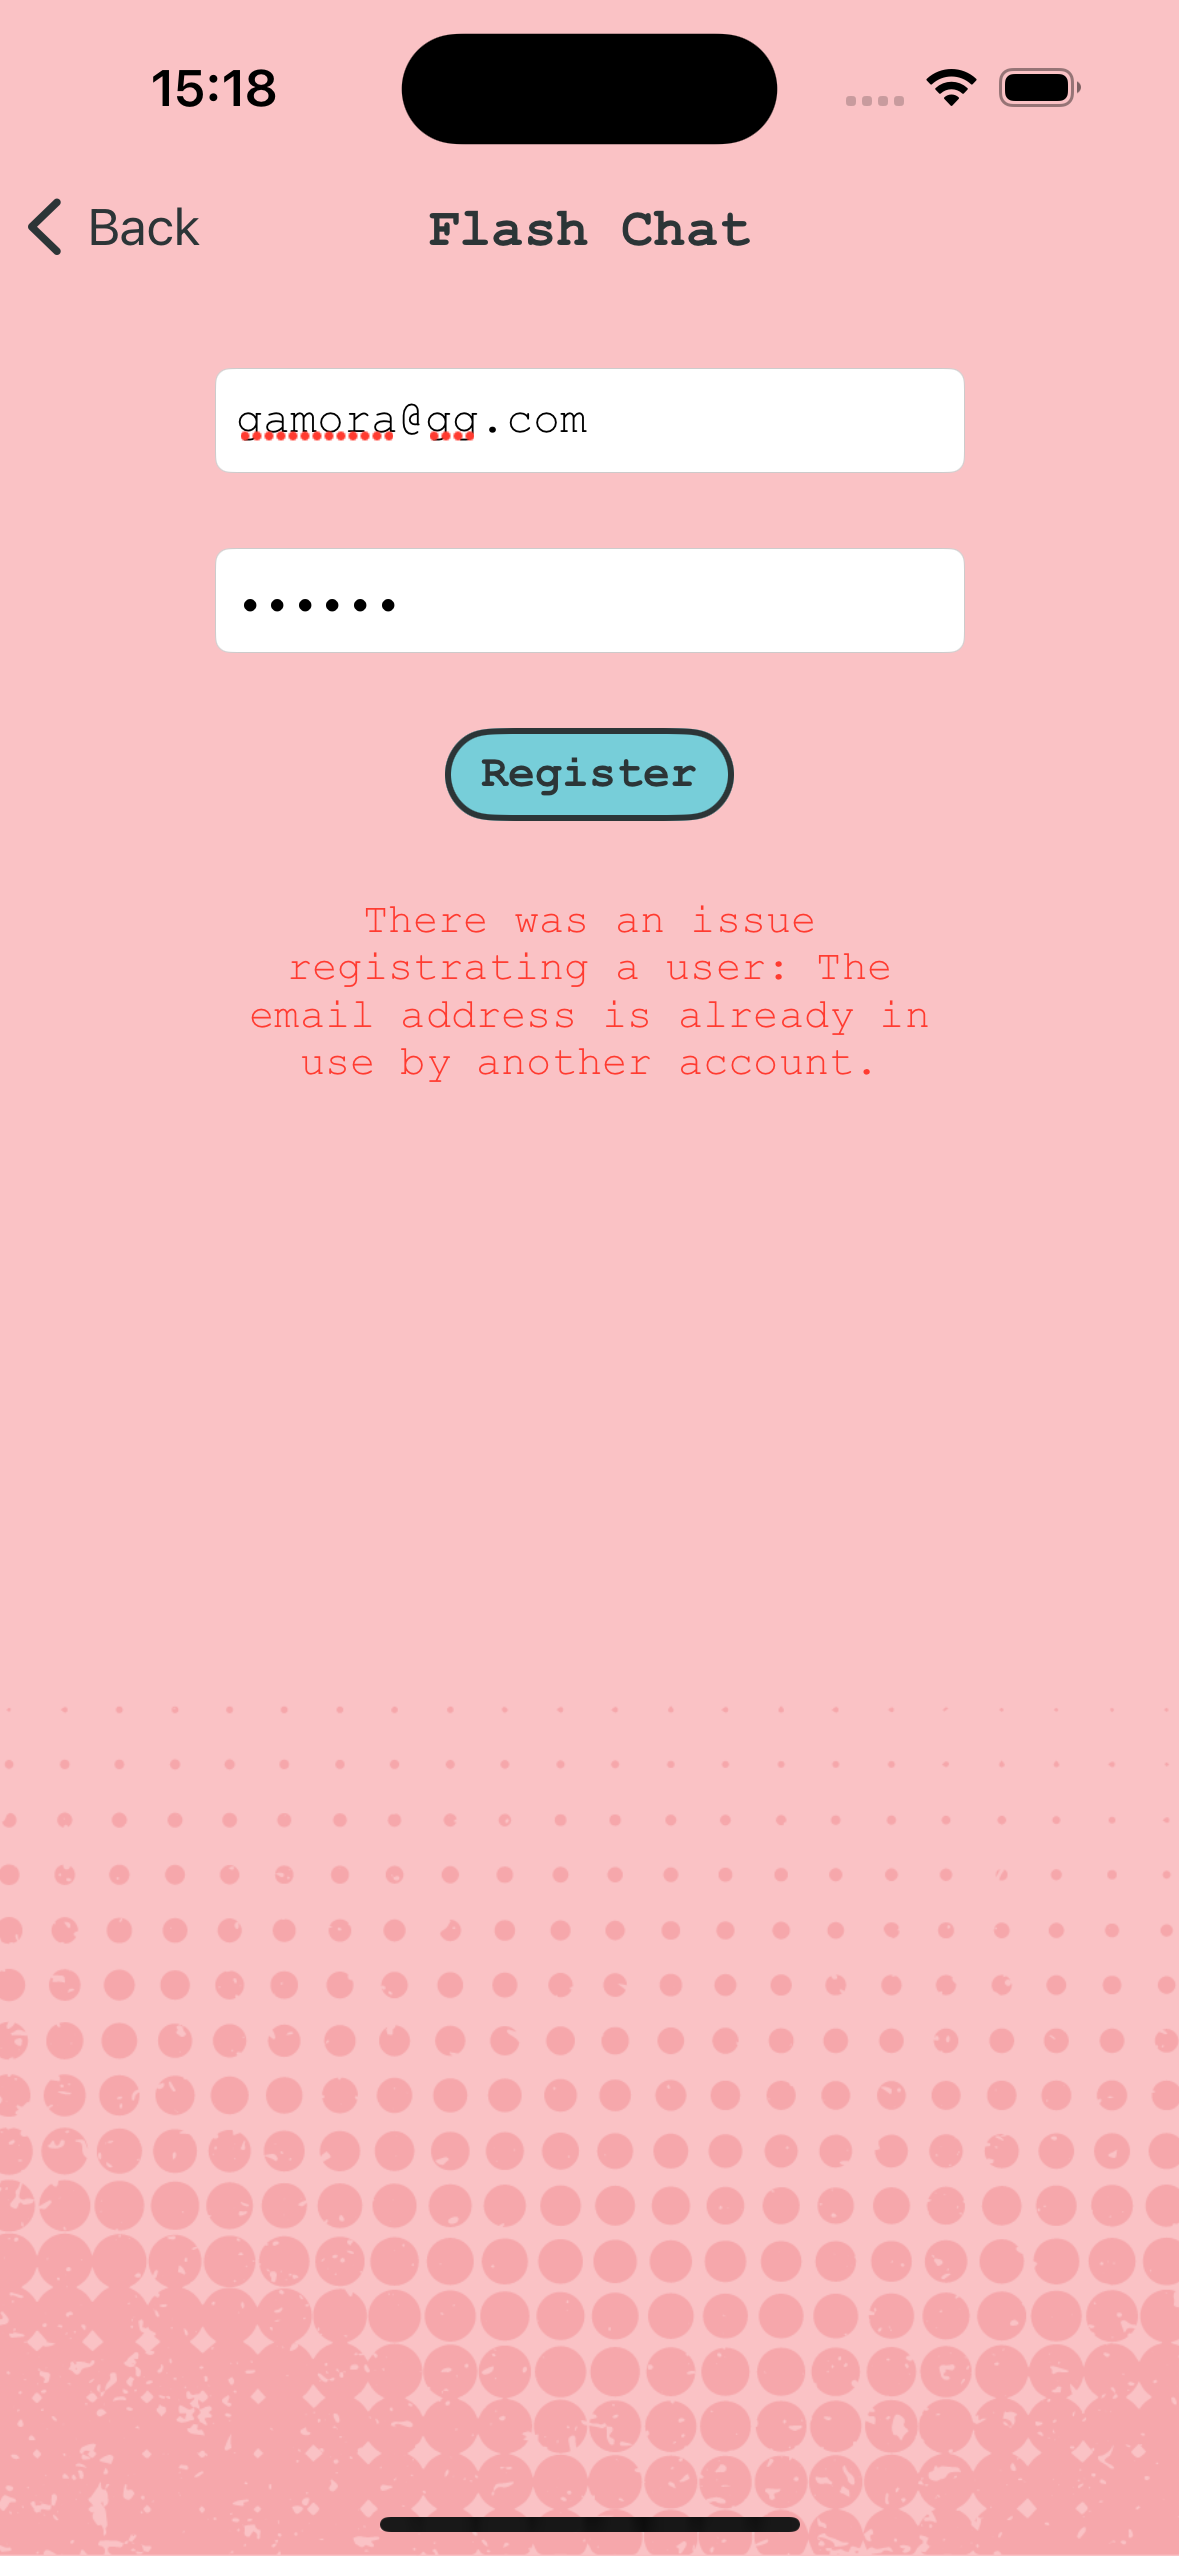 15:18
Back
Flash Chat
gamora@gg.com
••••••
Register
There was an issue
registrating a user: The
email address is already in
use by another account.